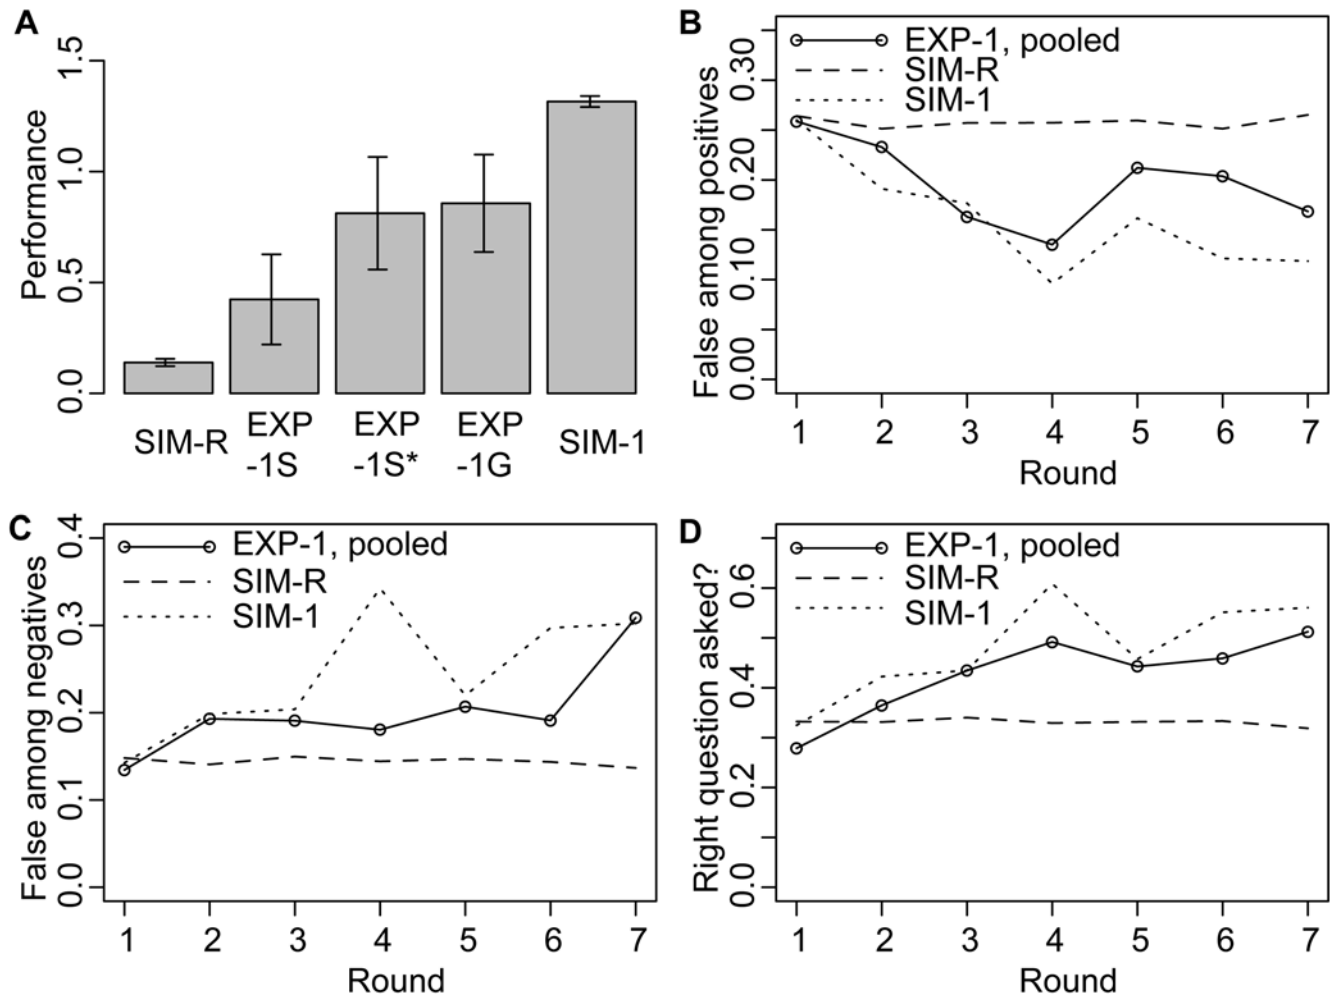 A
Performance
1.5
1.0
0.5
0.0
SIM-R
EXP
-1S
EXP
-1S*
EXP
-1G
SIM-1
B
False among positives
0.30
0.20
0.10
0.00
EXP-1, pooled
SIM-R
SIM-1
1 2 3 4 5 6 7
Round
C
False among negatives
0.4
0.3
0.2
0.1
0.0
EXP-1, pooled
SIM-R
SIM-1
1 2 3 4 5 6 7
Round
D
Right question asked?
0.6
0.4
0.2
0.0
EXP-1, pooled
SIM-R
SIM-1
1 2 3 4 5 6 7
Round